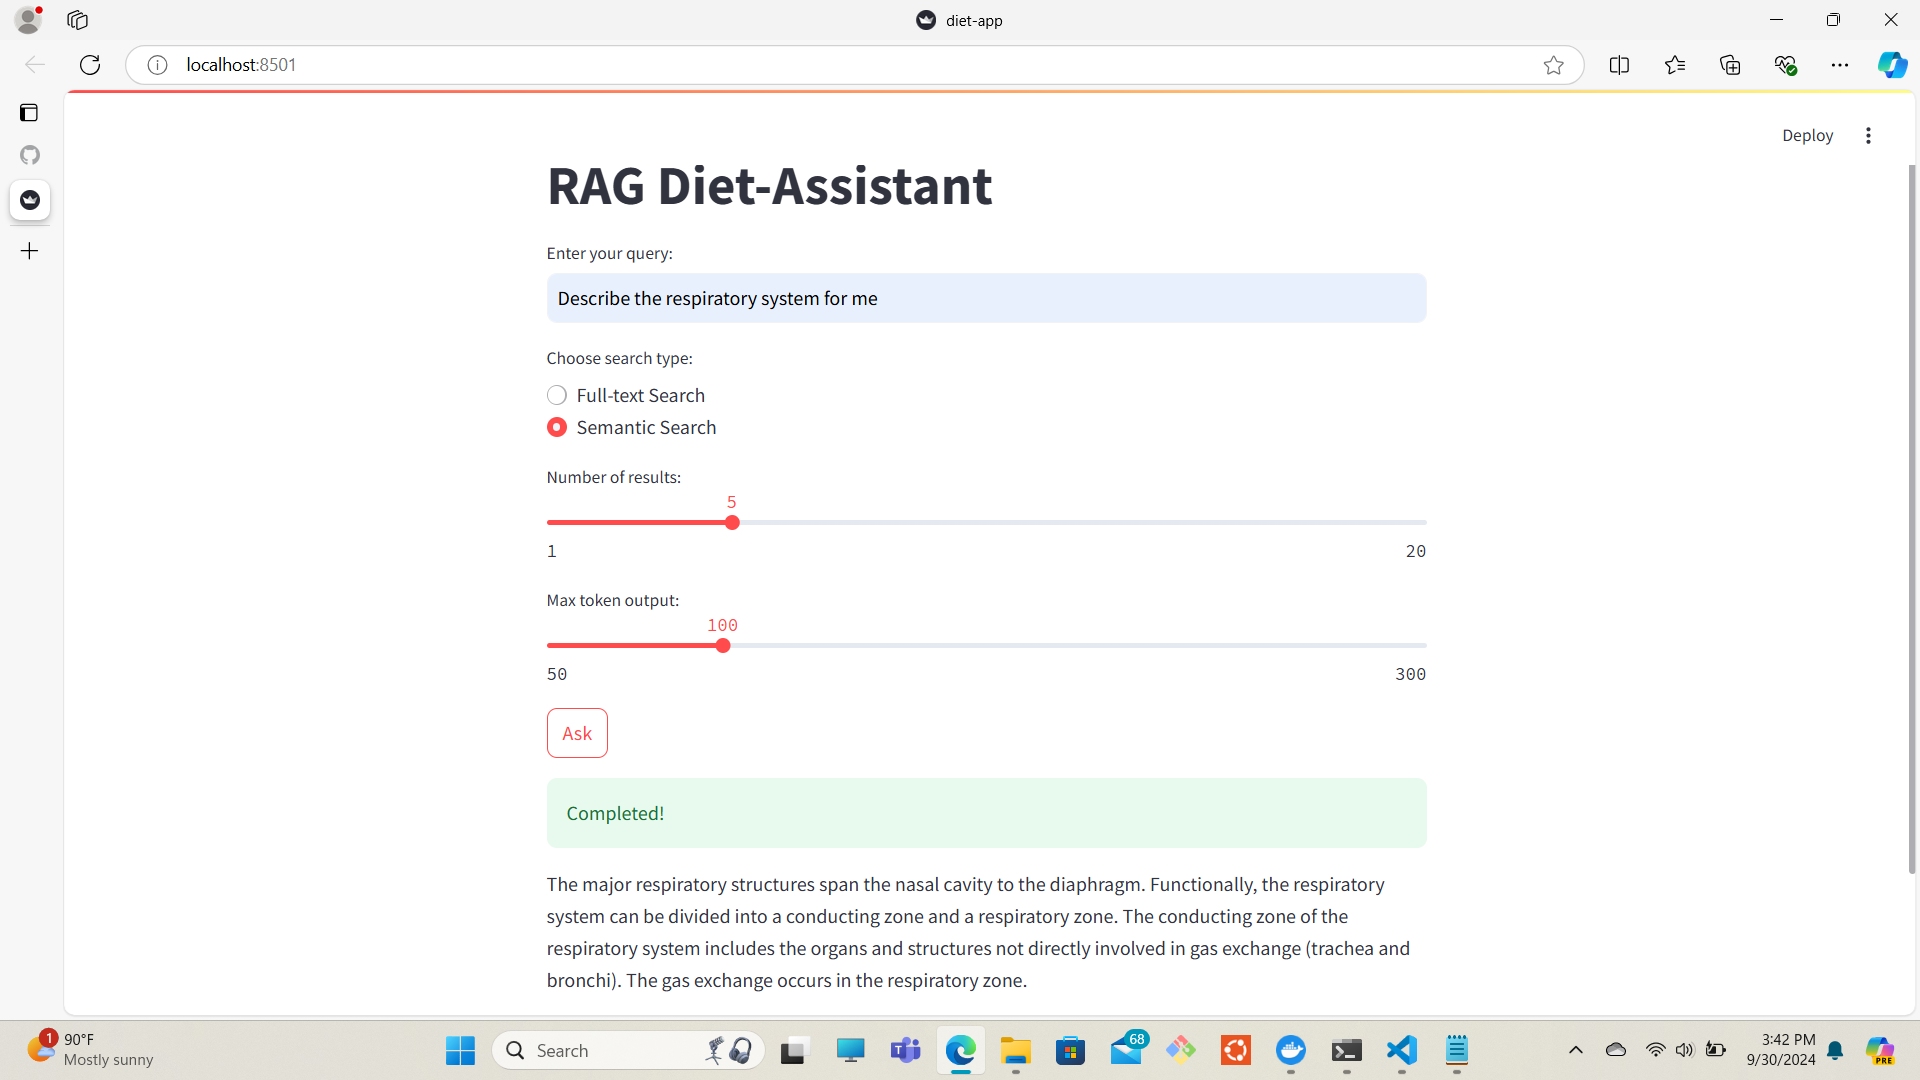 diet-app
localhost:8501
Deploy
RAG Diet-Assistant
Enter your query:
Describe the respiratory system for me
Choose search type:
Full-text Search
Semantic Search
Number of results:
5
1 20
Max token output:
100
50 300
Ask
Completed!
The major respiratory structures span the nasal cavity to the diaphragm. Functionally, the respiratory
system can be divided into a conducting zone and a respiratory zone. The conducting zone of the
respiratory system includes the organs and structures not directly involved in gas exchange (trachea and
bronchi). The gas exchange occurs in the respiratory zone.
1
90°F
Mostly sunny
Search
68
3:42 PM
9/30/2024
PRE